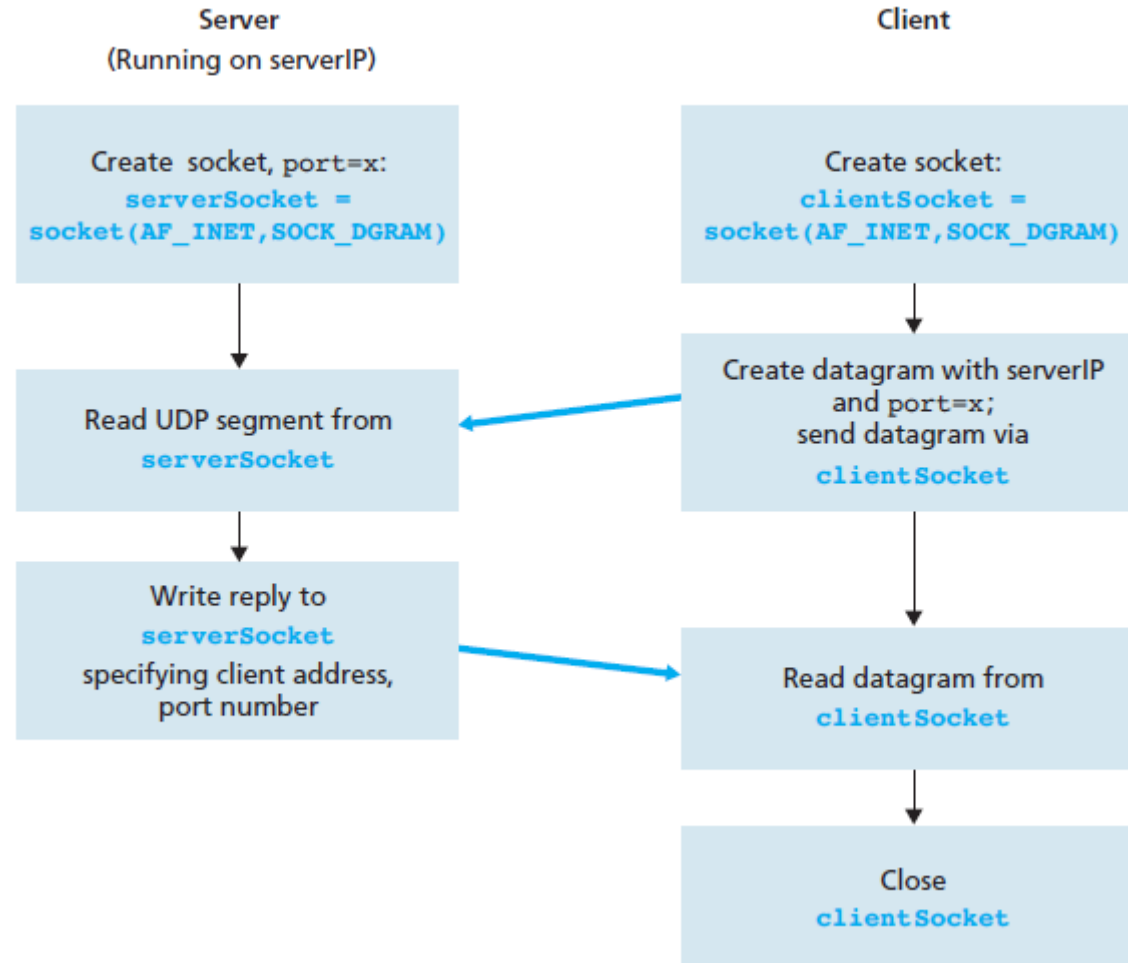 Server
(Running on serverIP)
Create socket, port=x:
serverSocket =
socket(AF_INET,SOCK_DGRAM)
Read UDP segment from
serverSocket
Write reply to
serverSocket
specifying client address,
port number
Client
Create socket:
clientSocket =
socket(AF_INET,SOCK_DGRAM)
Create datagram with serverIP
and port=x;
send datagram via
clientSocket
Read datagram from
clientSocket
Close
clientSocket